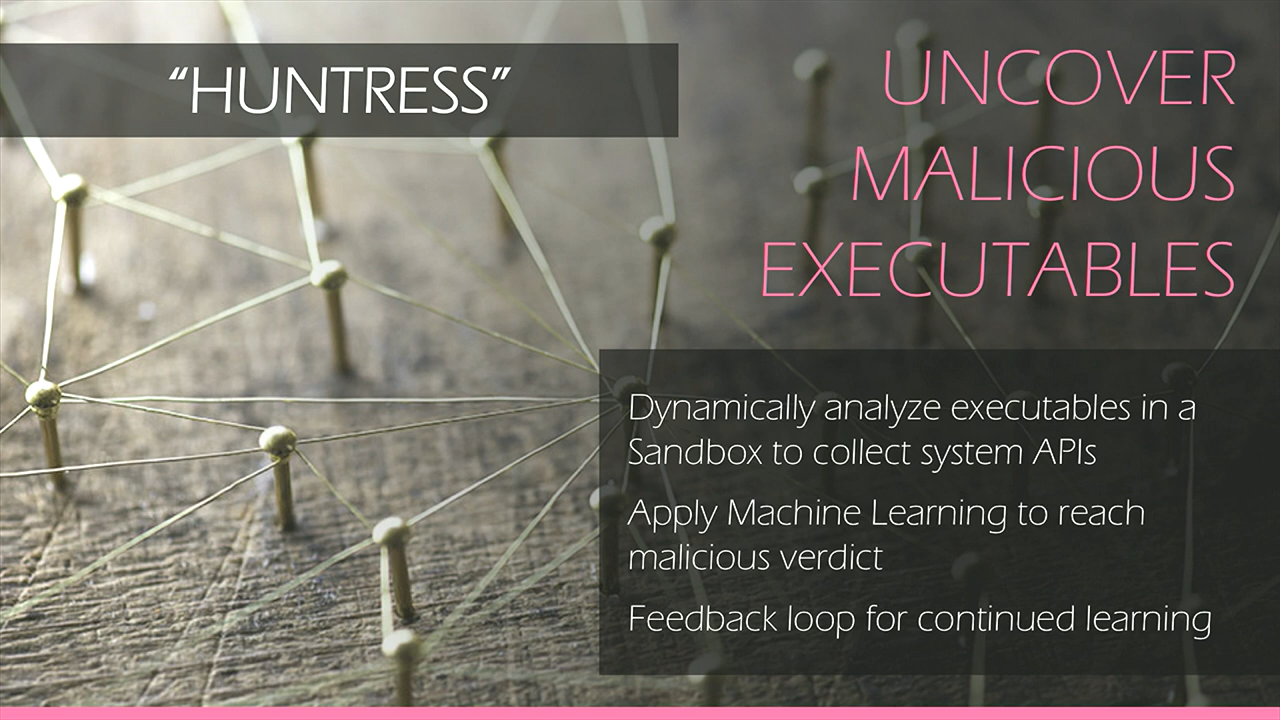 “HUNTRESS”
UNCOVER
MALICIOUS
EXECUTABLES
Dynamically analyze executables in a
Sandbox to collect system APIs
Apply Machine Learning to reach
malicious verdict
Feedback loop for continued learning